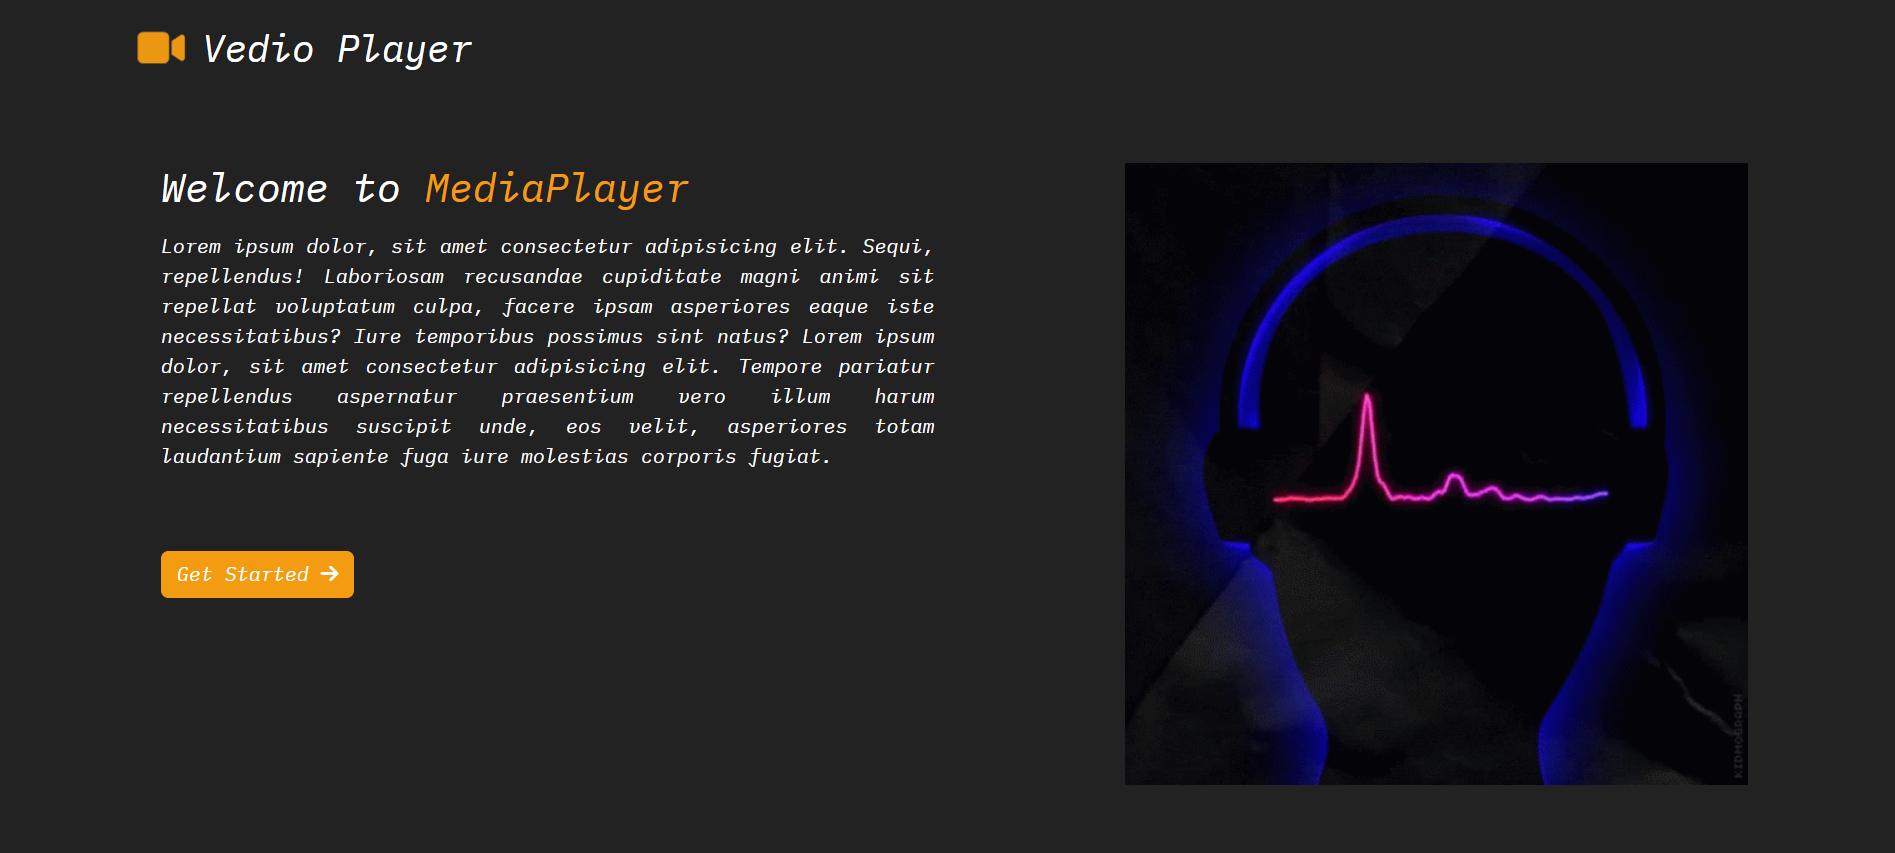 Vedio Player
Welcome to MediaPlayer
Lorem ipsum dolor, sit amet consectetur adipisicing elit. Sequi,
repellendus! Laboriosam recusandae cupiditate magni animi sit
repellat voluptatum culpa, facere ipsam asperiores eaque iste
necessitatibus? Iure temporibus possimus sint natus? Lorem ipsum
dolor, sit amet consectetur adipisicing elit. Tempore pariatur
repellendus aspernatur praesentium vero illum harum
necessitatibus suscipit unde, eos velit, asperiores totam
laudantium sapiente fuga iure molestias corporis fugiat.
Get Started
KIDMOGRAPH